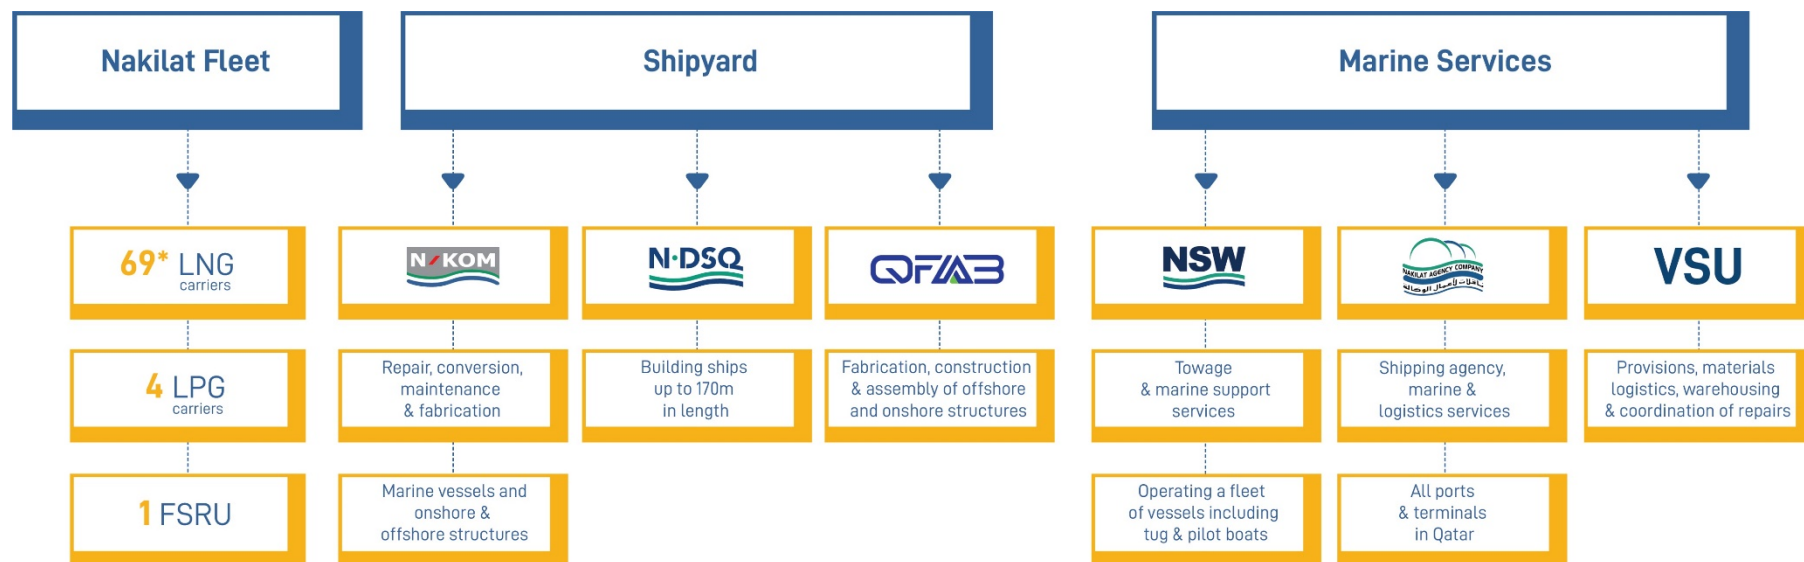 Nakilat Fleet
69* LNG
carriers
4 LPG
carriers
1 FSRU
Shipyard
N KOM
Repair, conversion,
maintenance
& fabrication
Marine vessels and
onshore &
offshore structures
N·DSQ
Building ships
up to 170m
in length
QFAB
Fabrication, construction
& assembly of offshore
and onshore structures
Marine Services
NSW
Towage
& marine support
services
Operating a fleet
of vessels including
tug & pilot boats
NAKILAT AGENCY COMPANY
ناقلات لأعمال الوكالة
Shipping agency,
marine &
logistics services
All ports
& terminals
in Qatar
VSU
Provisions, materials
logistics, warehousing
& coordination of repairs